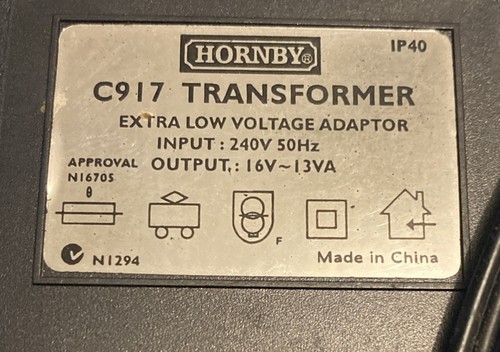 HORNBY®
IP40
C917 TRANSFORMER
EXTRA LOW VOLTAGE ADAPTOR
INPUT : 240V 50Hz
APPROVAL OUTPUT, : 16V~13VA
N16705
θ
F
N1294
Made in China